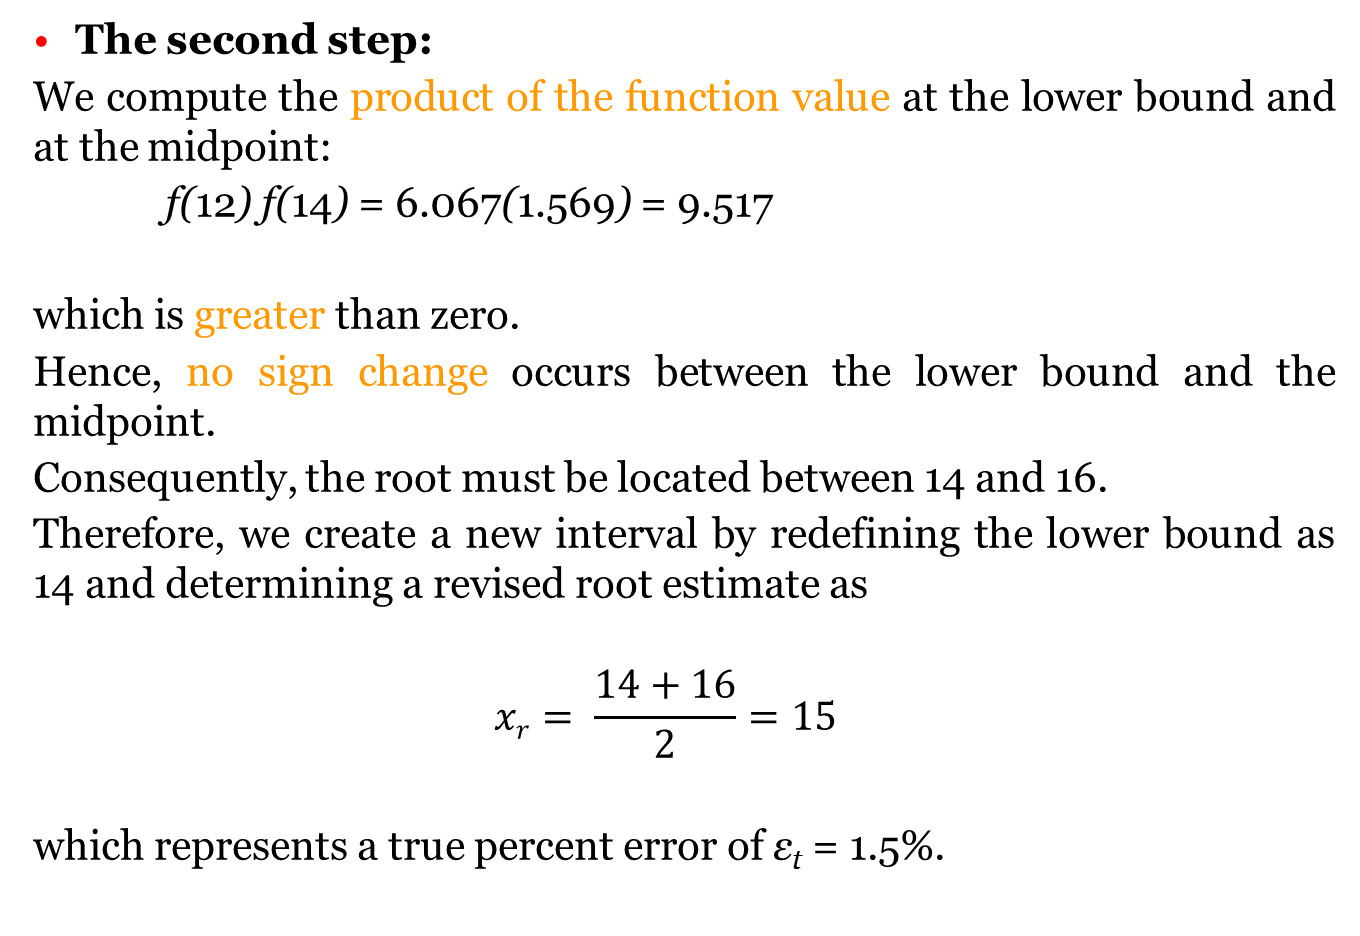 • The second step:
We compute the product of the function value at the lower bound and
at the midpoint:
f(12) f(14) = 6.067(1.569) = 9.517
which is greater than zero.
Hence, no sign change occurs between the lower bound and the
midpoint.
Consequently, the root must be located between 14 and 16.
Therefore, we create a new interval by redefining the lower bound as
14 and determining a revised root estimate as
x_r = (14 + 16)/2 = 15
which represents a true percent error of ε_t = 1.5%.